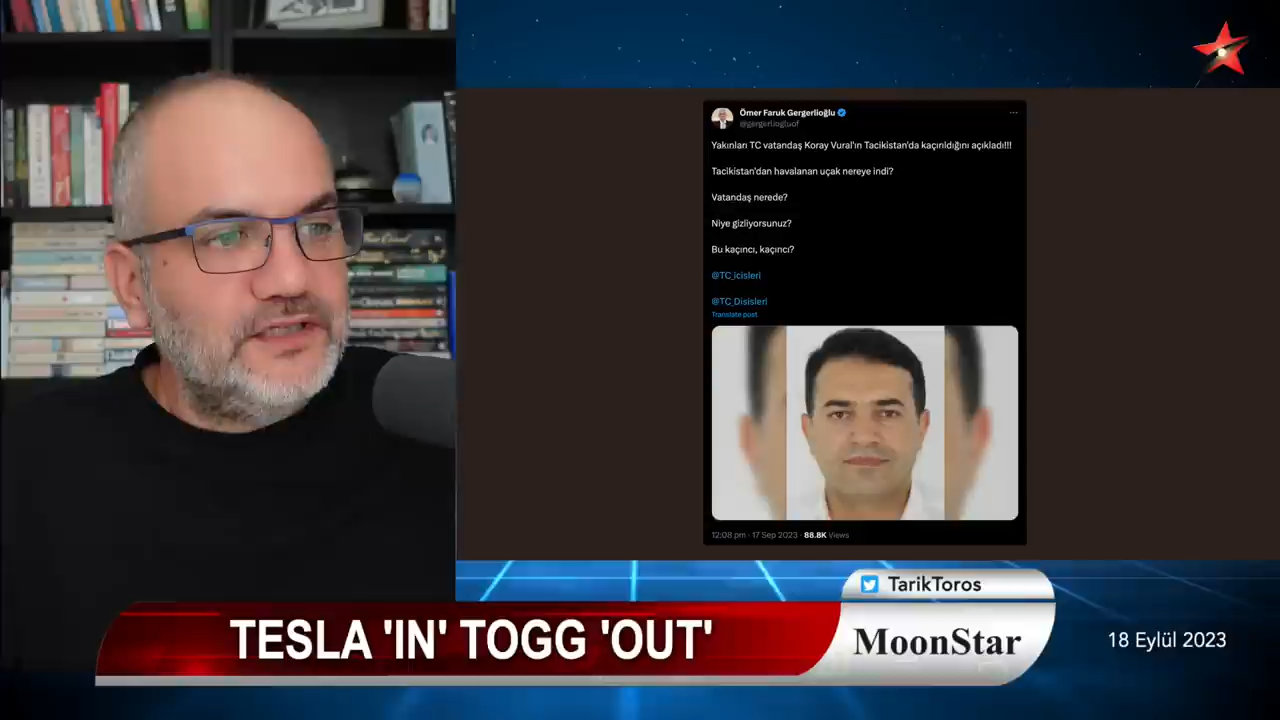 Ömer Faruk Gergerlioğlu
@gergerliogluof
Yakınları TC vatandaş Koray Vural'ın Tacikistan'da kaçırıldığını açıkladı!!!
Tacikistan'dan havalanan uçak nereye indi?
Vatandaş nerede?
Niye gizliyorsunuz?
Bu kaçıncı, kaçıncı?
@TC_icisleri
@TC_Disisleri
Translate post
12:08 pm · 17 Sep 2023 · 88.8K Views
TarikToros
TESLA 'IN' TOGG 'OUT'
MoonStar
18 Eylül 2023